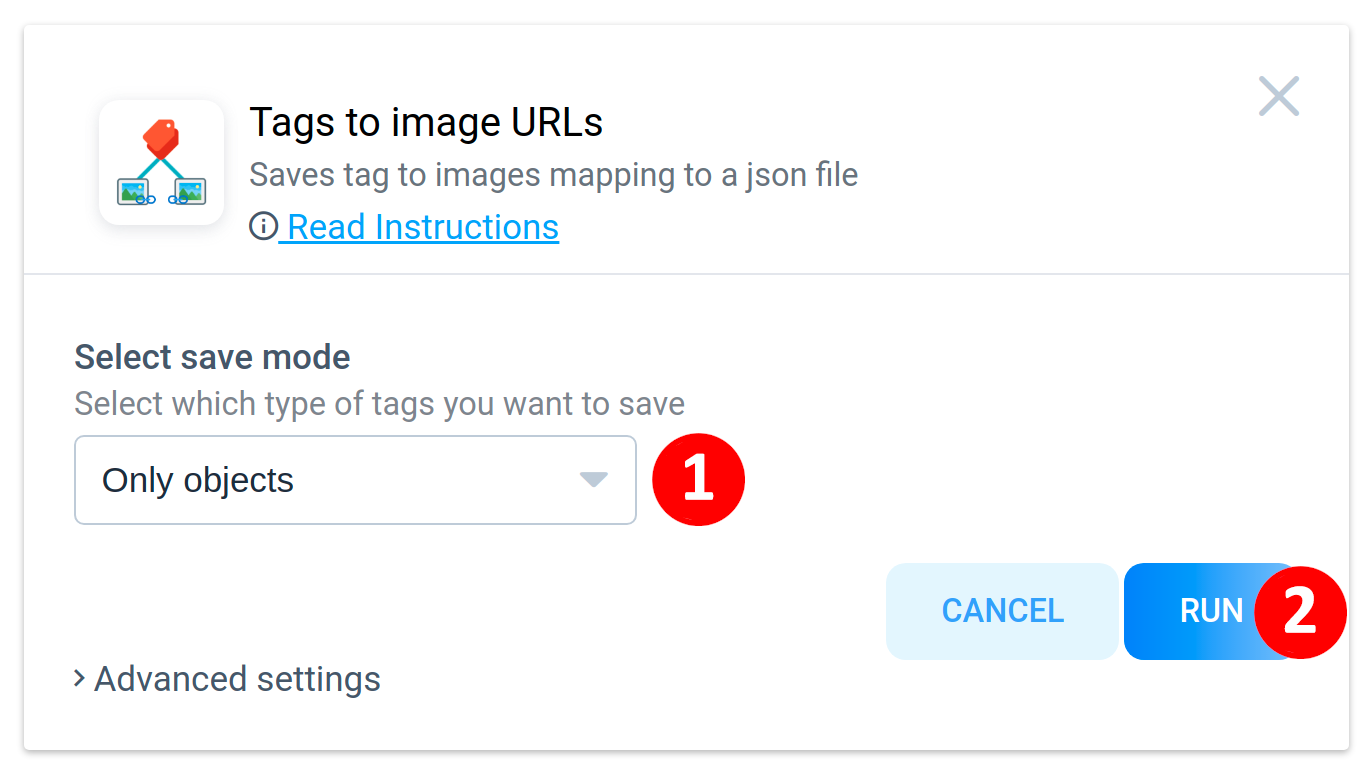 Tags to image URLs
Saves tag to images mapping to a json file
Read Instructions
Select save mode
Select which type of tags you want to save
Only objects
1
CANCEL
RUN
2
Advanced settings